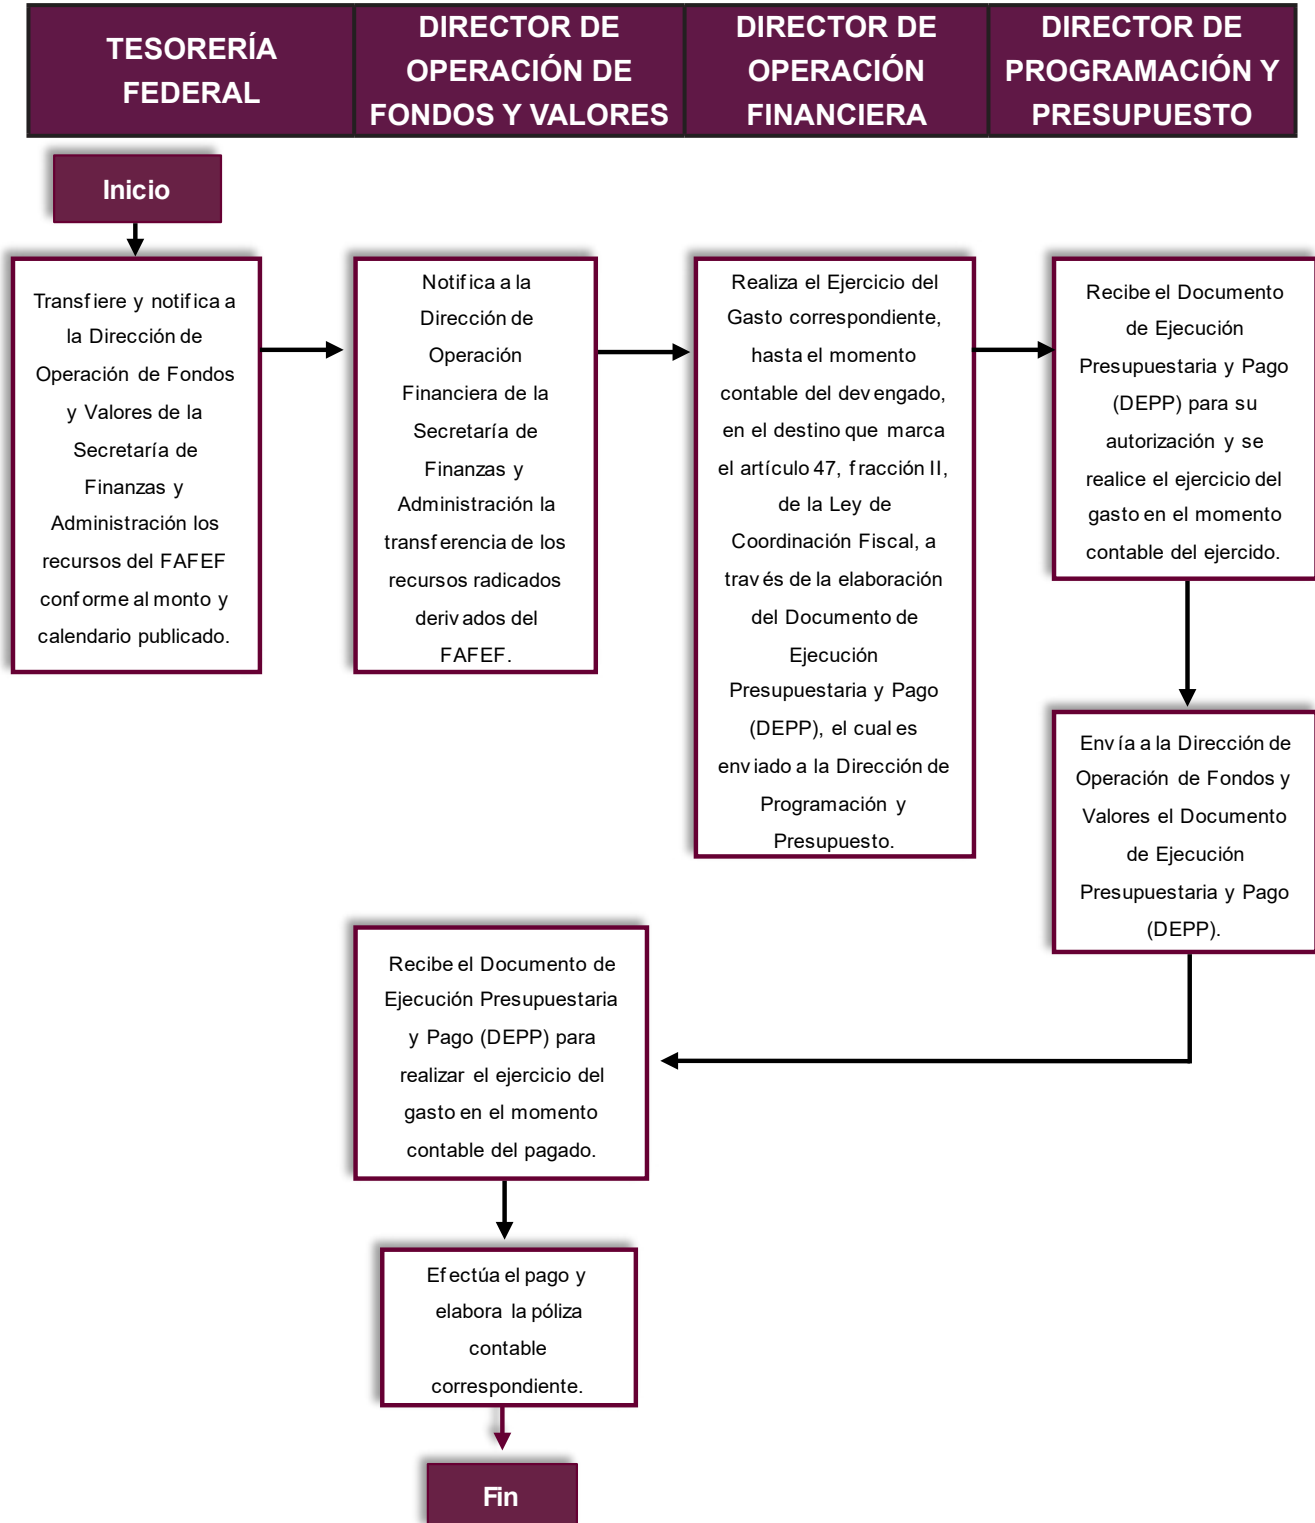 TESORERÍA
FEDERAL
DIRECTOR DE
OPERACIÓN DE
FONDOS Y VALORES
DIRECTOR DE
OPERACIÓN
FINANCIERA
DIRECTOR DE
PROGRAMACIÓN Y
PRESUPUESTO
Inicio
Transfiere y notifica a
la Dirección de
Operación de Fondos
y Valores de la
Secretaría de
Finanzas y
Administración los
recursos del FAFEF
conforme al monto y
calendario publicado.
Notifica a la
Dirección de
Operación
Financiera de la
Secretaría de
Finanzas y
Administración la
transferencia de los
recursos radicados
derivados del
FAFEF.
Realiza el Ejercicio del
Gasto correspondiente,
hasta el momento
contable del devengado,
en el destino que marca
el artículo 47, fracción II,
de la Ley de
Coordinación Fiscal, a
través de la elaboración
del Documento de
Ejecución
Presupuestaria y Pago
(DEPP), el cual es
enviado a la Dirección de
Programación y
Presupuesto.
Recibe el Documento
de Ejecución
Presupuestaria y Pago
(DEPP) para su
autorización y se
realice el ejercicio del
gasto en el momento
contable del ejercido.
Envía a la Dirección de
Operación de Fondos y
Valores el Documento
de Ejecución
Presupuestaria y Pago
(DEPP).
Recibe el Documento de
Ejecución Presupuestaria
y Pago (DEPP) para
realizar el ejercicio del
gasto en el momento
contable del pagado.
Efectúa el pago y
elabora la póliza
contable
correspondiente.
Fin